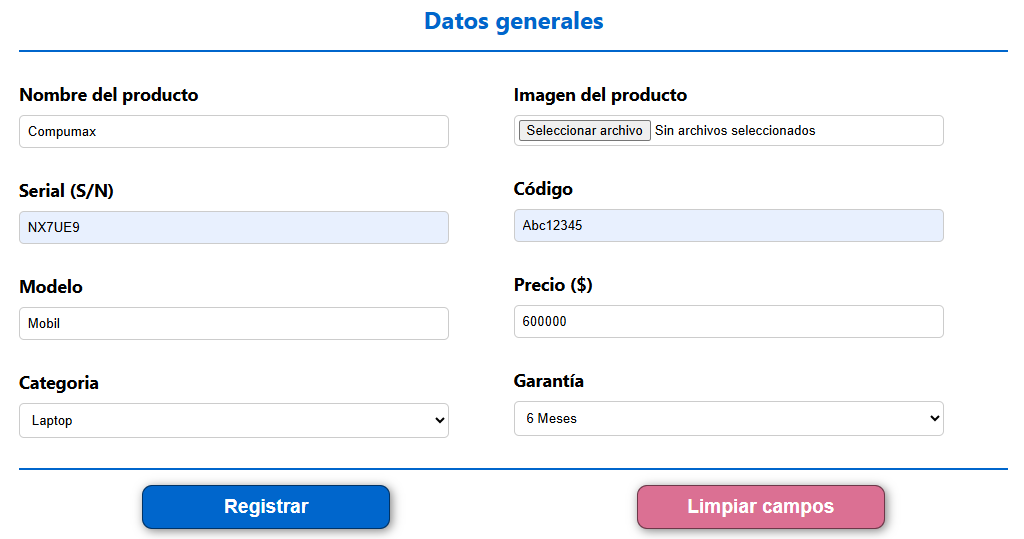 Datos generales
Nombre del producto
Compumax
Imagen del producto
Seleccionar archivo Sin archivos seleccionados
Serial (S/N)
NX7UE9
Código
Abc12345
Modelo
Mobil
Precio ($)
600000
Categoria
Laptop
Garantía
6 Meses
Registrar
Limpiar campos